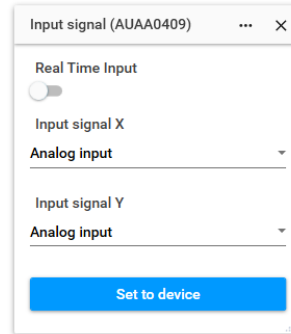 Input signal (AUAA0409)
Real Time Input
Input signal X
Analog input
Input signal Y
Analog input
Set to device